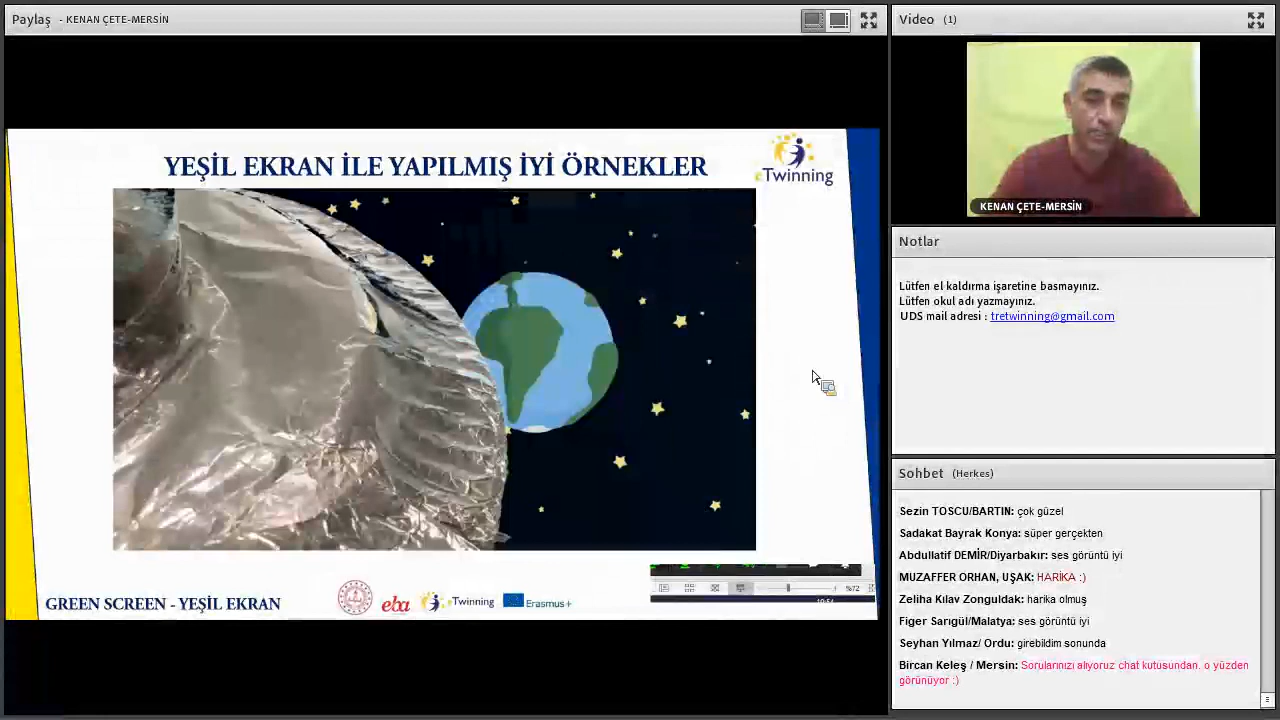 Paylaş - KENAN ÇETE-MERSİN
YEŞİL EKRAN İLE YAPILMIŞ İYİ ÖRNEKLER
eTwinning
GREEN SCREEN - YEŞİL EKRAN
eba
eTwinning
Erasmus+
%72
Video (1)
KENAN ÇETE-MERSİN
Notlar
Lütfen el kaldırma işaretine basmayınız.
Lütfen okul adı yazmayınız.
UDS mail adresi : tretwinning@gmail.com
Sohbet (Herkes)
Sezin TOSCU/BARTIN: çok güzel
Sadakat Bayrak Konya: süper gerçekten
Abdullatif DEMİR/Diyarbakır: ses görüntü iyi
MUZAFFER ORHAN, UŞAK: HARİKA :)
Zeliha Kılav Zonguldak: harika olmuş
Figer Sarıgül/Malatya: ses görüntü iyi
Seyhan Yılmaz/ Ordu: girebildim sonunda
Bircan Keleş / Mersin: Sorularınızı alıyoruz chat kutusundan. o yüzden
görünüyor :)